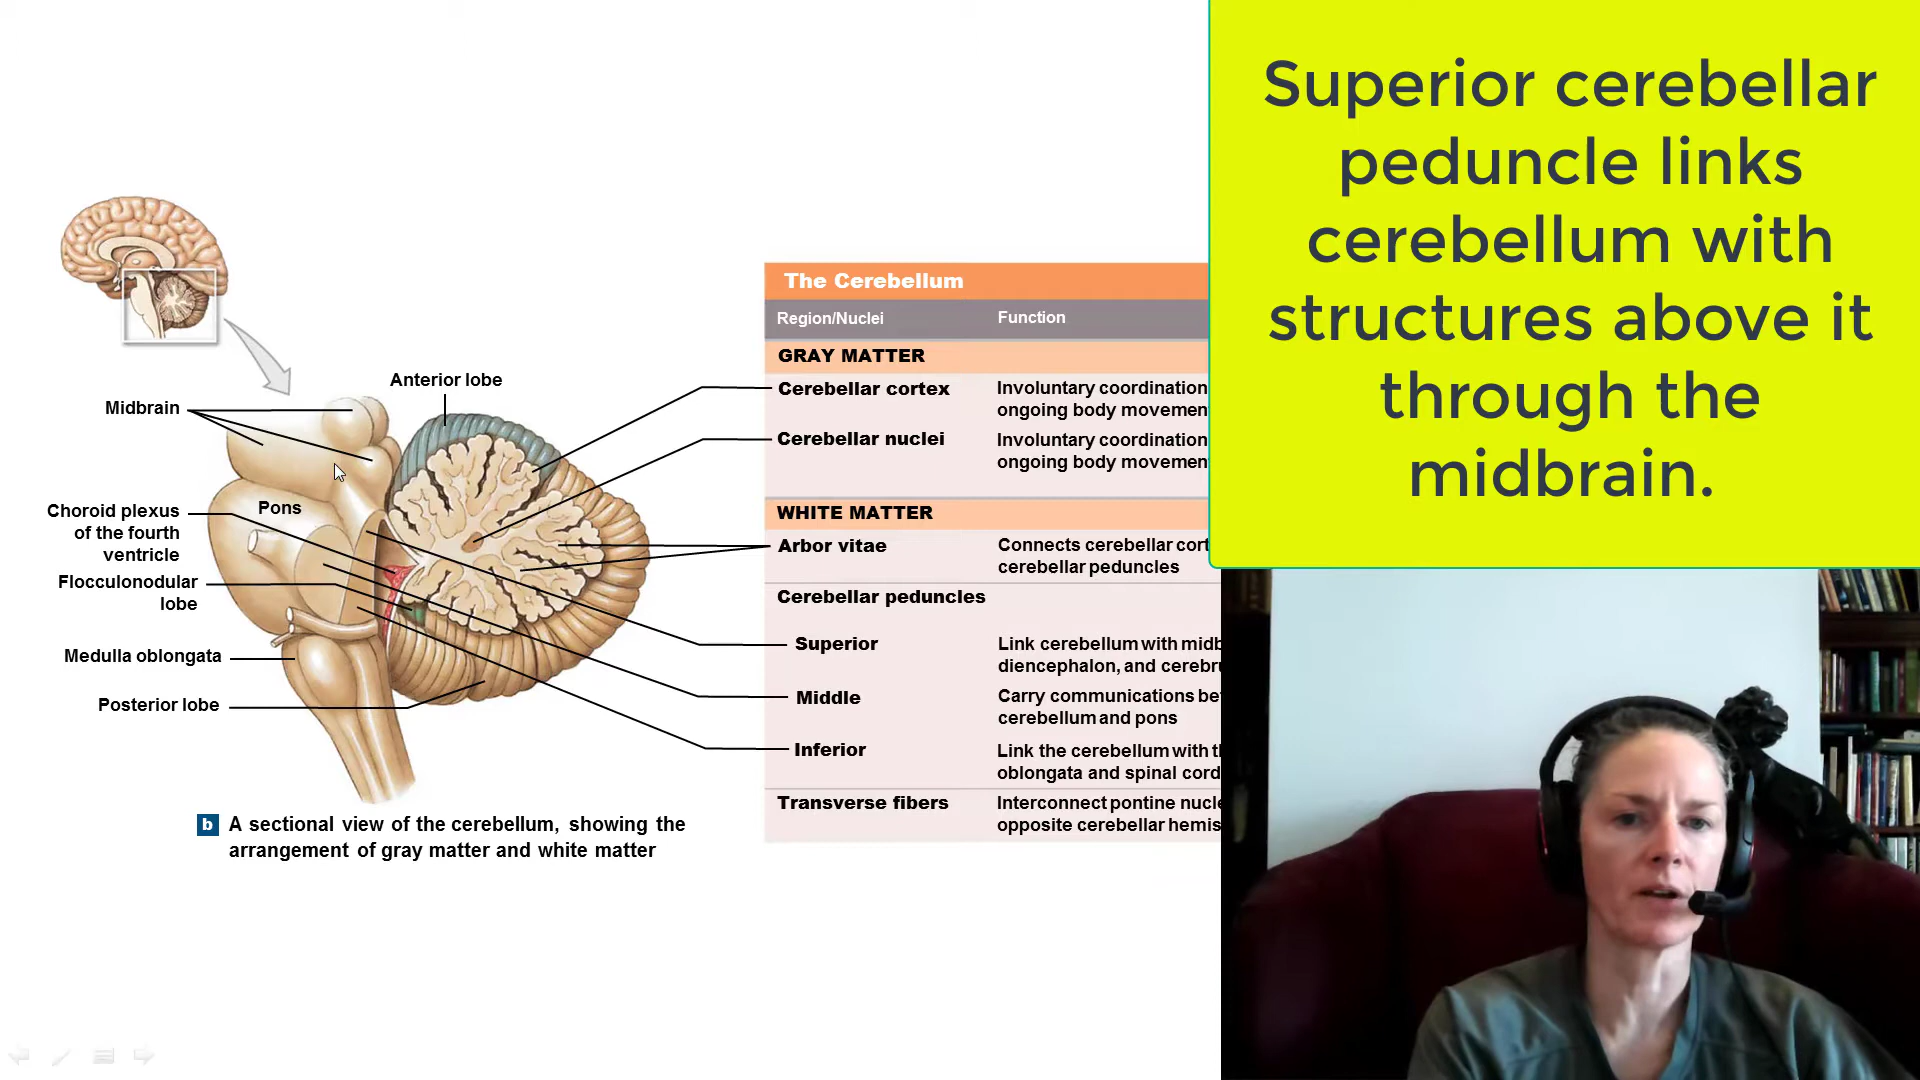 Superior cerebellar
peduncle links
cerebellum with
structures above it
through the
midbrain.
Anterior lobe
Midbrain
Pons
Choroid plexus
of the fourth
ventricle
Flocculonodular
lobe
Medulla oblongata
Posterior lobe
b A sectional view of the cerebellum, showing the
arrangement of gray matter and white matter
The Cerebellum
Region/Nuclei Function
GRAY MATTER
Cerebellar cortex Involuntary coordination
ongoing body movemen
Cerebellar nuclei Involuntary coordination
ongoing body movemen
WHITE MATTER
Arbor vitae Connects cerebellar cort
cerebellar peduncles
Cerebellar peduncles
Superior Link cerebellum with midb
diencephalon, and cerebru
Middle Carry communications be
cerebellum and pons
Inferior Link the cerebellum with th
oblongata and spinal cord
Transverse fibers Interconnect pontine nucle
opposite cerebellar hemis